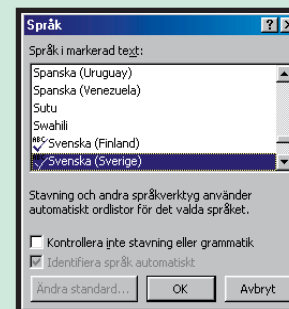 Språk
Språk i markerad text:
Spanska (Uruguay)
Spanska (Venezuela)
Sutu
Swahili
Svenska (Finland)
Svenska (Sverige)
Stavning och andra språkverktyg använder
automatiskt ordlistor för det valda språket.
Kontrollera inte stavning eller grammatik
Identifiera språk automatiskt
Ändra standard... OK Avbryt